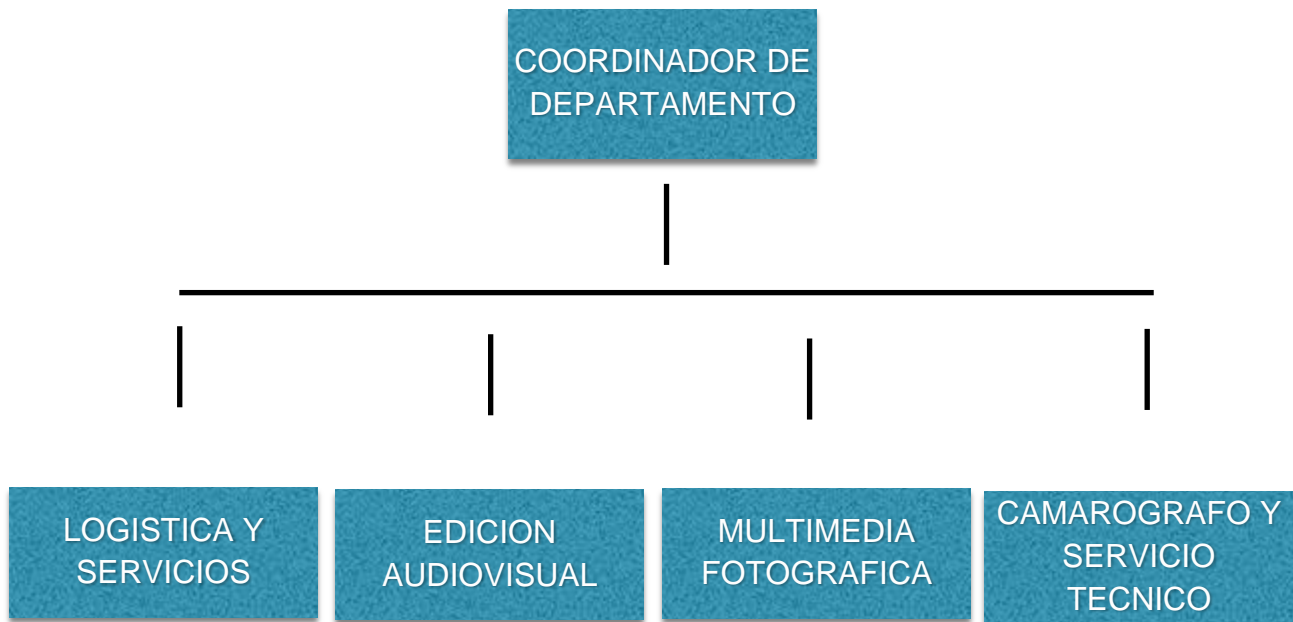 COORDINADOR DE
DEPARTAMENTO
LOGISTICA Y
SERVICIOS
EDICION
AUDIOVISUAL
MULTIMEDIA
FOTOGRAFICA
CAMAROGRAFO Y
SERVICIO
TECNICO